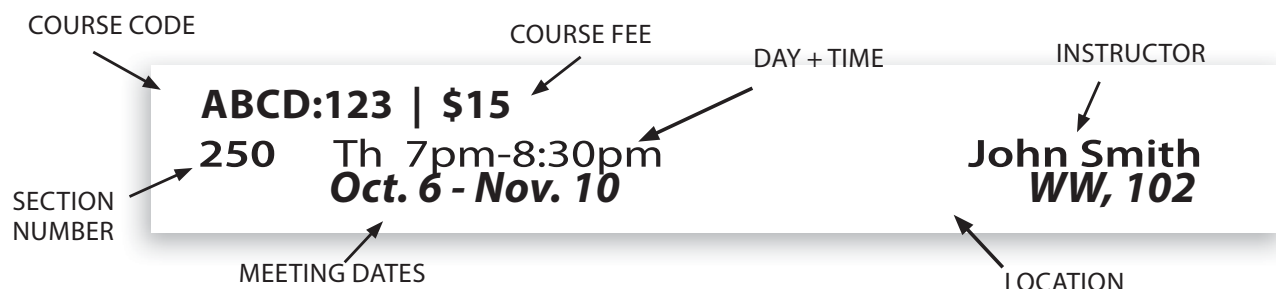 COURSE CODE
COURSE FEE
DAY + TIME
INSTRUCTOR
ABCD:123 | $15
250 Th 7pm-8:30pm John Smith
Oct. 6 - Nov. 10 WW, 102
SECTION
NUMBER
MEETING DATES
LOCATION